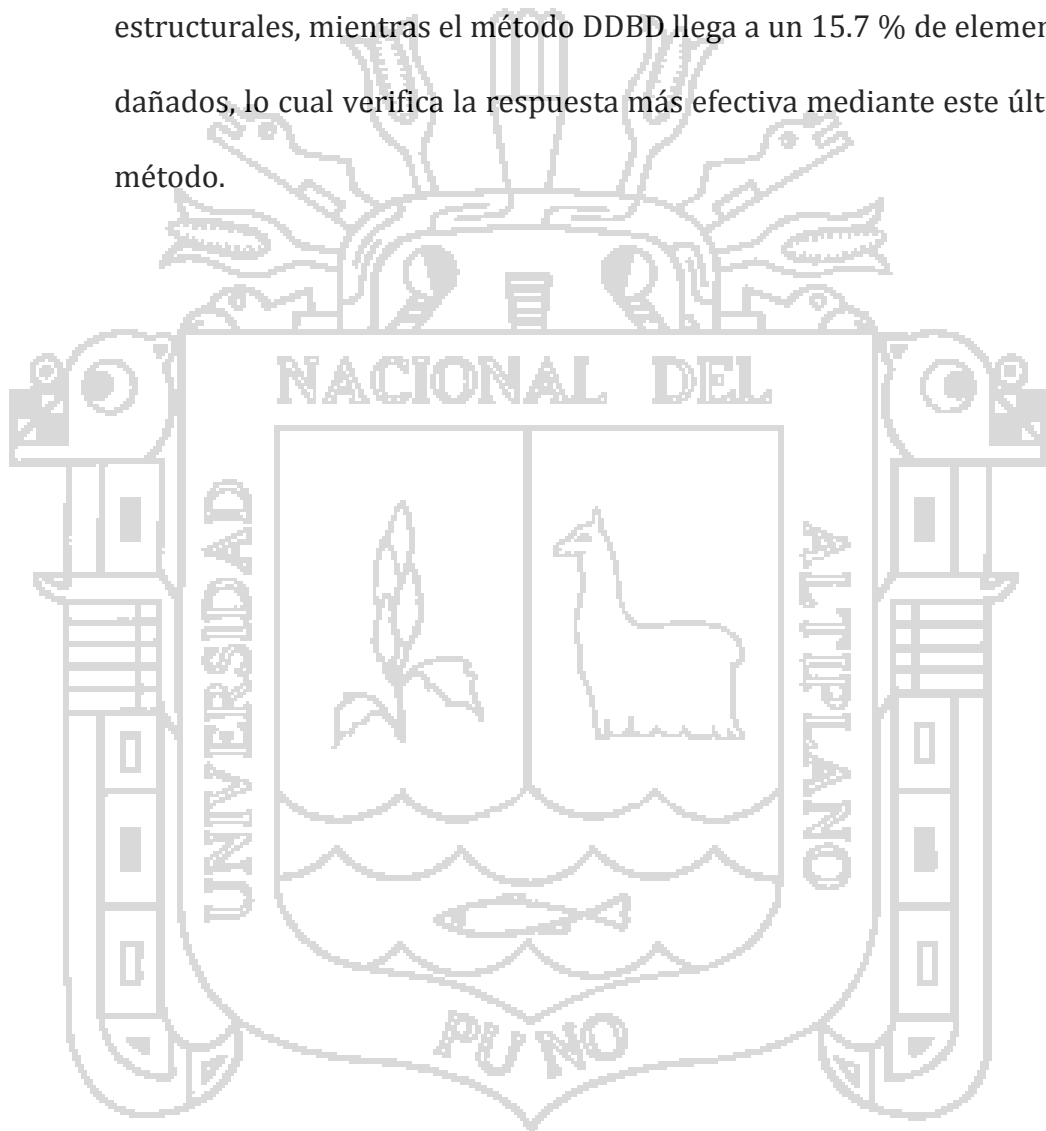 estructurales, mientras el método DDBD llega a un 15.7 % de elemen
dañados, lo cual verifica la respuesta más efectiva mediante este últ
método.
NACIONAL DEL
UNIVERSIDAD
ALTIPLANO
PUNO